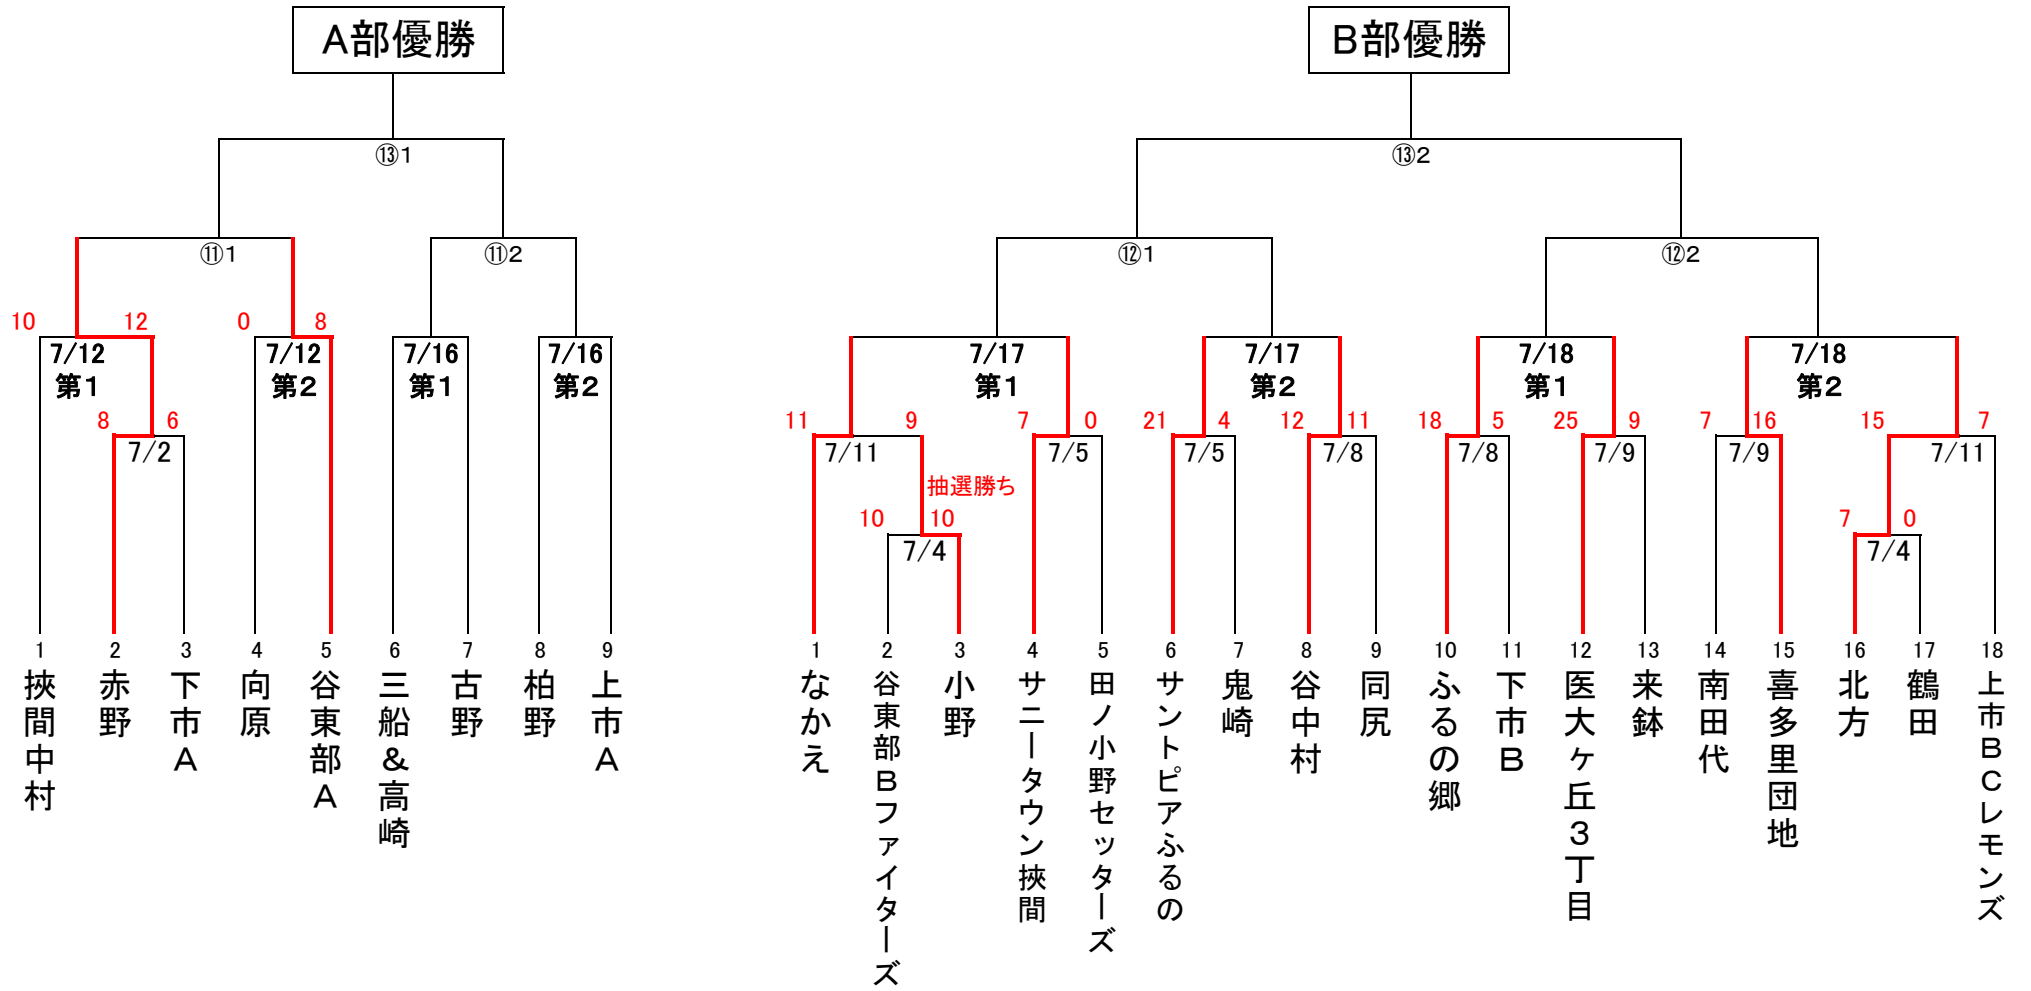 A部優勝
B部優勝
⑬1
⑬2
⑪1
⑪2
⑫1
⑫2
10 12 0 8
7/12 7/12 7/16 7/16 7/17 7/17 7/18 7/18
第1 第2 第1 第2 第1 第2 第1 第2
8 6 11 9 7 0 21 4 12 11 18 5 25 9 7 16 15 7
7/2 7/11 7/5 7/5 7/8 7/8 7/9 7/9 7/11
抽選勝ち
10 10 7 0
7/4 7/4
1 2 3 4 5 6 7 8 9
挾間中村
赤野
下市A
向原
谷東部A
三船&高崎
古野
柏野
上市A
1 2 3 4 5 6 7 8 9 10 11 12 13 14 15 16 17 18
なかえ
谷東部Bファイターズ
小野
サニータウン挾間
田ノ小野セッターズ
サントピアふるの
鬼崎
谷中村
同尻
ふるの郷
下市B
医大ヶ丘3丁目
来鉢
南田代
喜多里団地
北方
鶴田
上市BCレモンズ